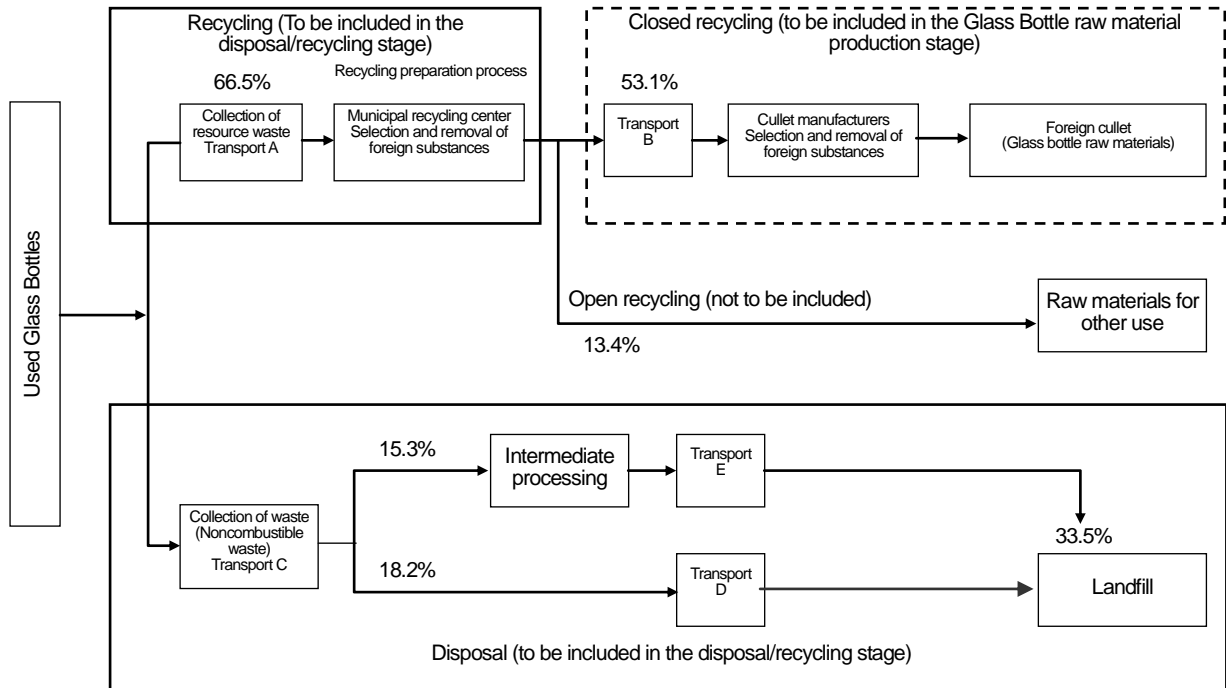 Recycling (To be included in the
disposal/recycling stage)
66.5%
Recycling preparation process
Collection of
resource waste
Transport A
Municipal recycling center
Selection and removal of
foreign substances
Closed recycling (to be included in the Glass Bottle raw material
production stage)
53.1%
Transport
B
Cullet manufacturers
Selection and removal of
foreign substances
Foreign cullet
(Glass bottle raw materials)
Used Glass Bottles
Open recycling (not to be included)
13.4%
Raw materials for
other use
15.3%
Intermediate
processing
Transport
E
Collection of waste
(Noncombustible
waste)
Transport C
18.2%
Transport
D
33.5%
Landfill
Disposal (to be included in the disposal/recycling stage)